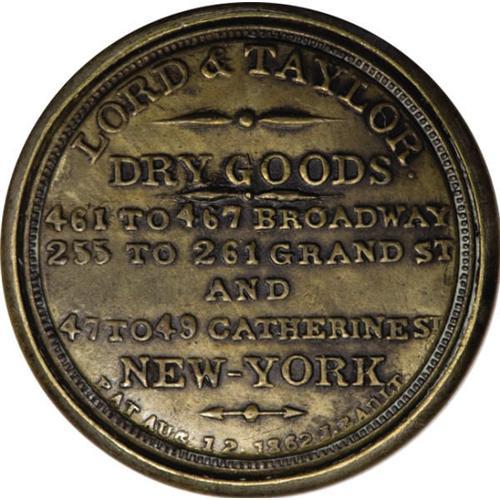 LORD & TAYLOR
DRY GOODS
461 TO 467 BROADWAY
255 TO 261 GRAND ST
AND
47 TO 49 CATHERINE ST
NEW-YORK
PAT AUG. 12. 1862 J. GAULT